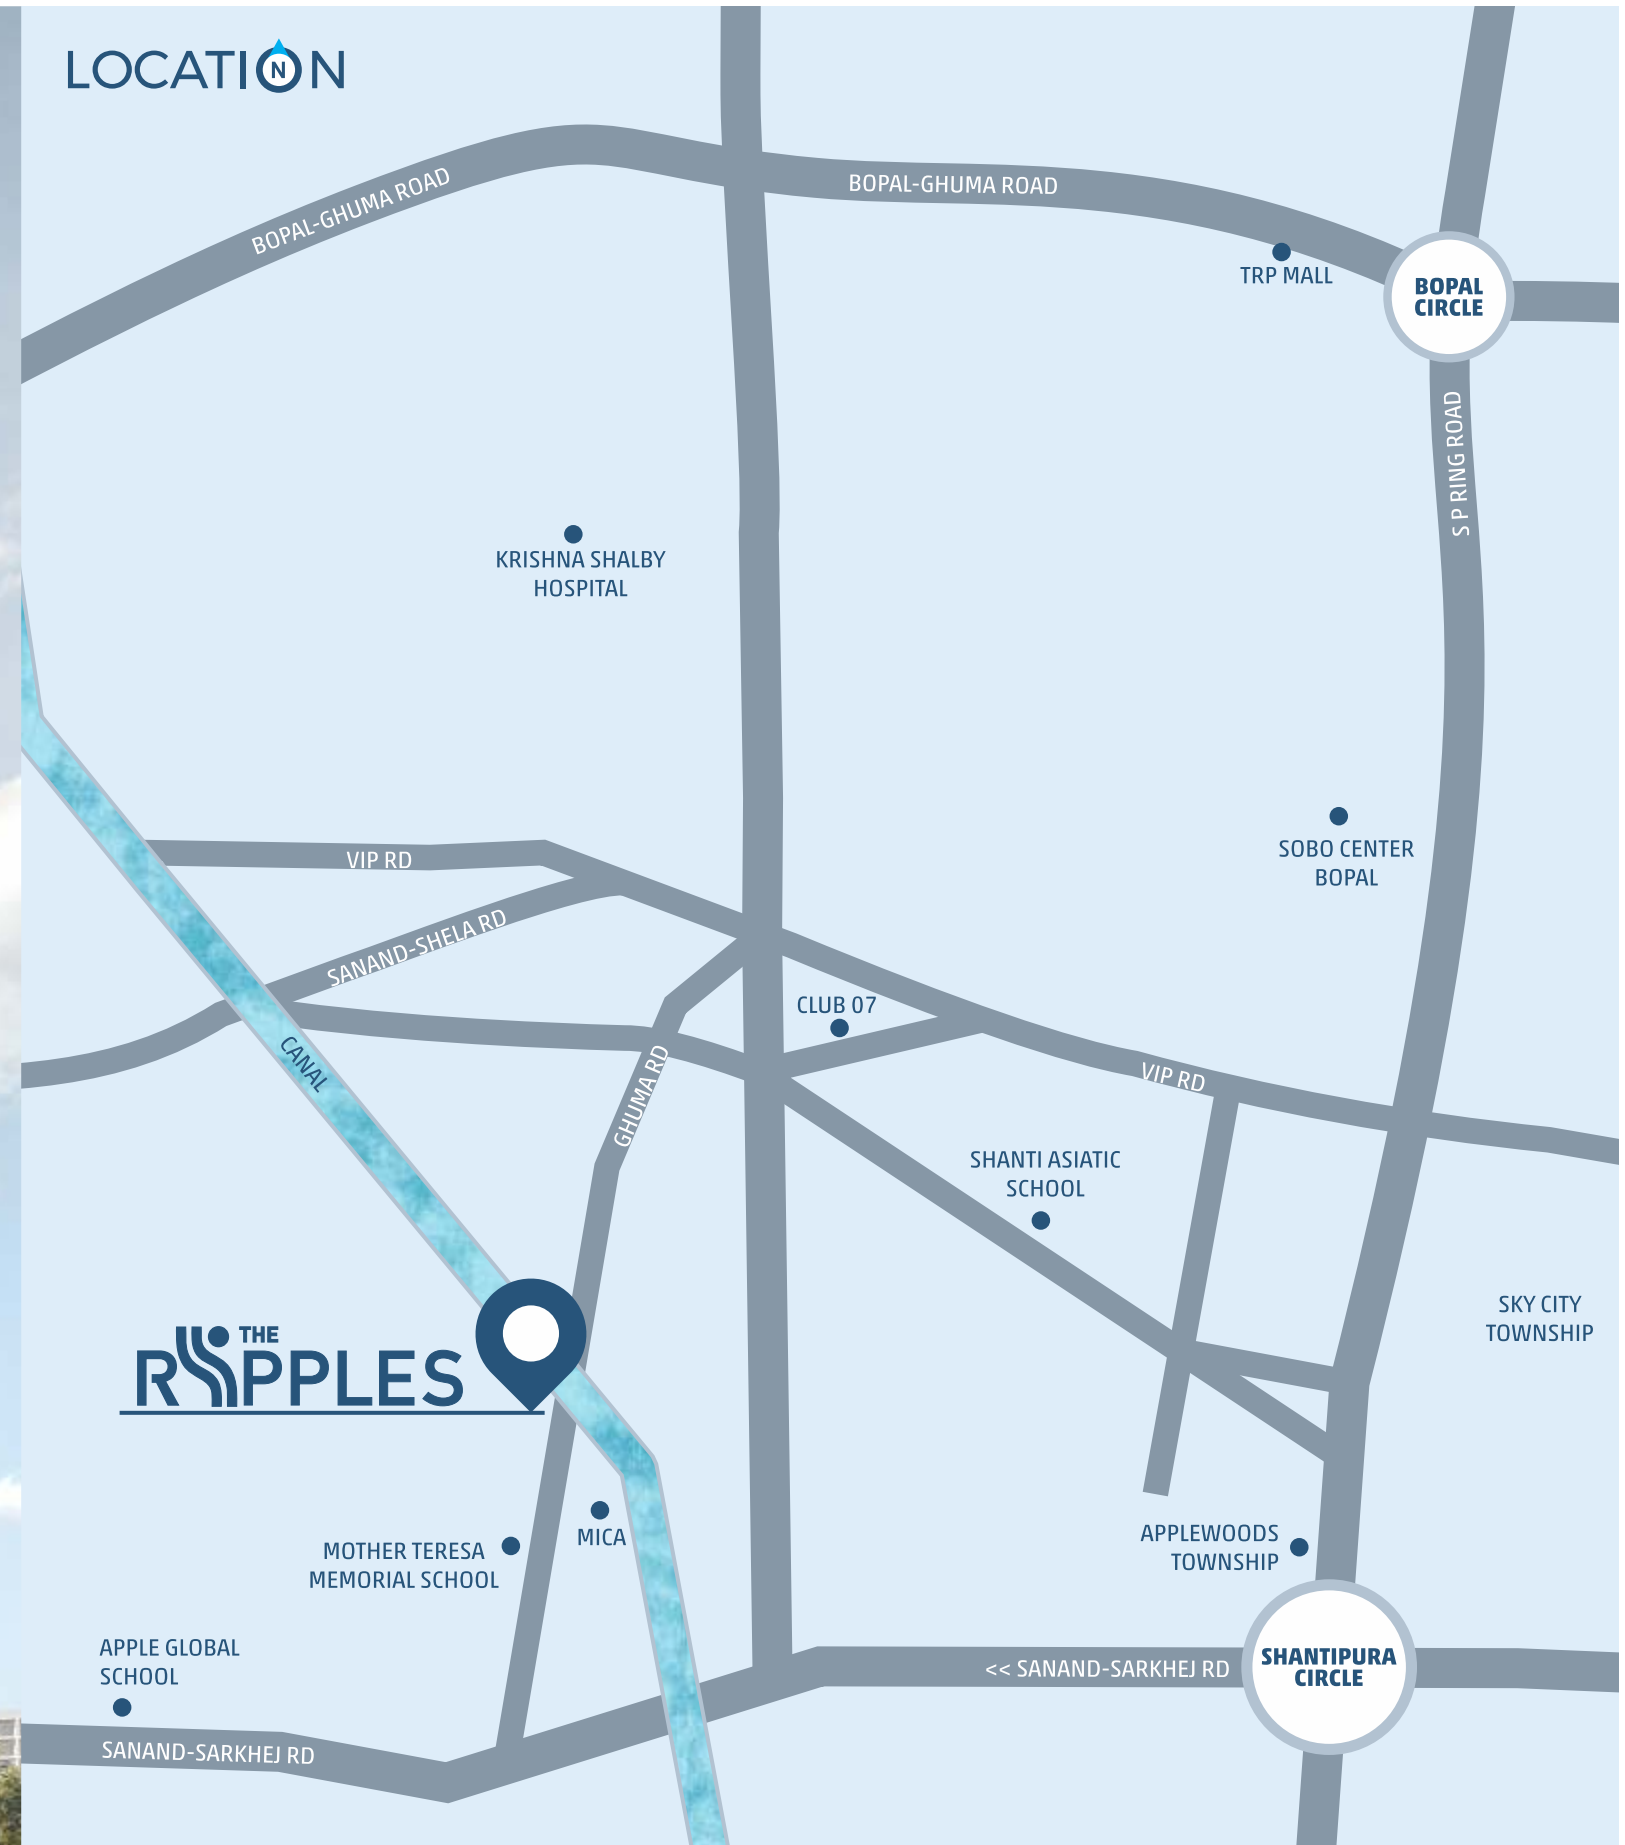 LOCATION
N
BOPAL-GHUMA ROAD
BOPAL-GHUMA ROAD
TRP MALL
BOPAL
CIRCLE
S P RING ROAD
KRISHNA SHALBY
HOSPITAL
SOBO CENTER
BOPAL
VIP RD
SANAND-SHELA RD
CLUB 07
CANAL
GHUMA RD
VIP RD
SHANTI ASIATIC
SCHOOL
SKY CITY
TOWNSHIP
THE
RIPPLES
MICA
MOTHER TERESA
MEMORIAL SCHOOL
APPLEWOODS
TOWNSHIP
APPLE GLOBAL
SCHOOL
<< SANAND-SARKHEJ RD
SHANTIPURA
CIRCLE
SANAND-SARKHEJ RD